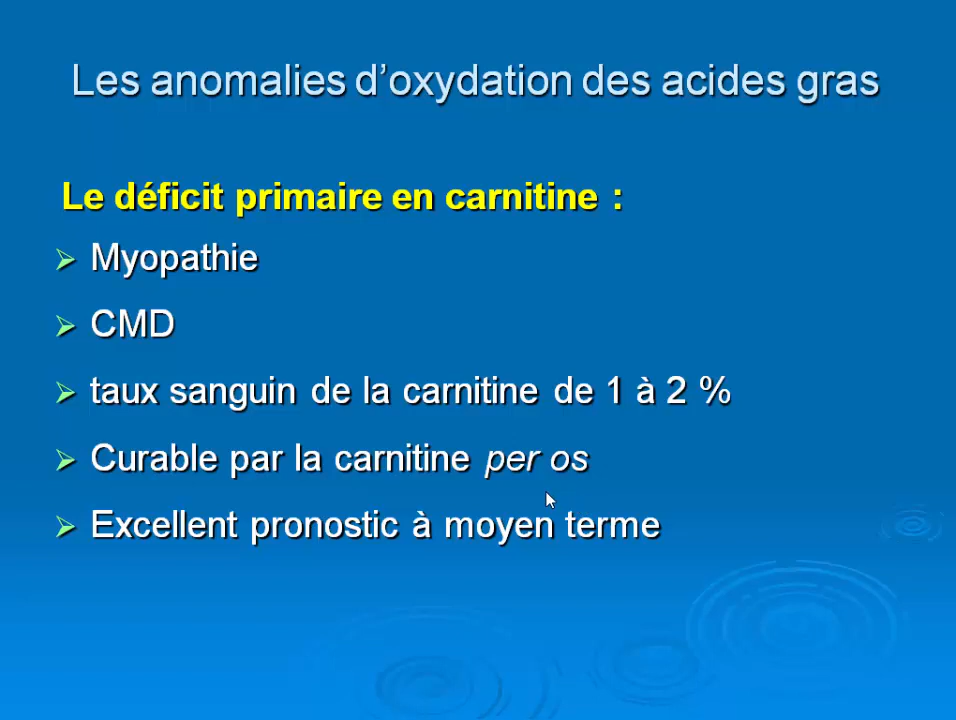 Les anomalies d’oxydation des acides gras
Le déficit primaire en carnitine :
Myopathie
CMD
taux sanguin de la carnitine de 1 à 2 %
Curable par la carnitine per os
Excellent pronostic à moyen terme